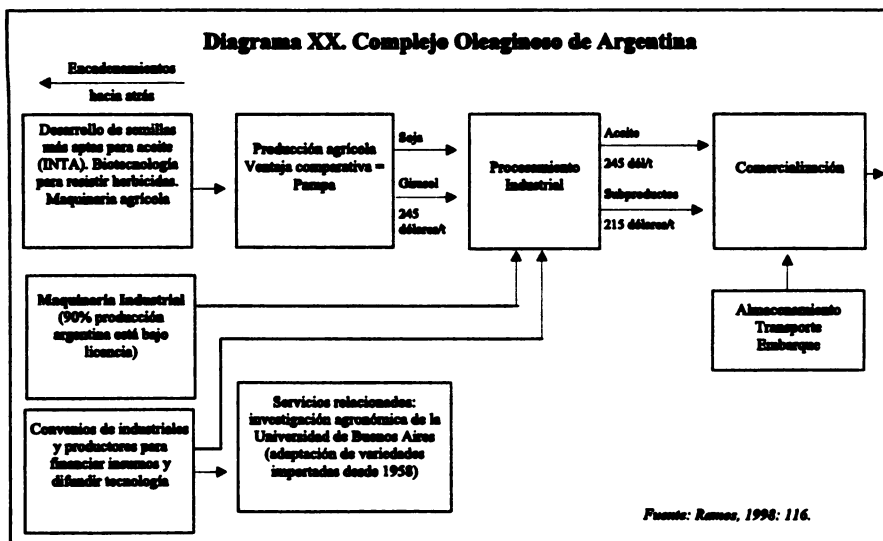 Diagrama XX. Complejo Oleaginoso de Argentina
Encadenamientos
hacia atrás
Desarrollo de semillas
más aptas para aceite
(INTA). Biotecnología
para resistir herbicidas.
Maquinaria agrícola
Producción agrícola
Ventaja comparativa =
Pampa
Soja
Girasol
245
dólares/t
Procesamiento
Industrial
Aceite
245 dól/t
Subproductos
215 dólares/t
Comercialización
Maquinaría Industrial
(90% producción
argentina está bajo
licencia)
Almacenamiento
Transporte
Embarque
Convenios de industriales
y productores para
financier insumos y
difundir tecnología
Servicios relacionados:
investigación agronómica de la
Universidad de Buenos Aires
(adaptación de variedades
importadas desde 1958)
Fuente: Ramos, 1998: 116.